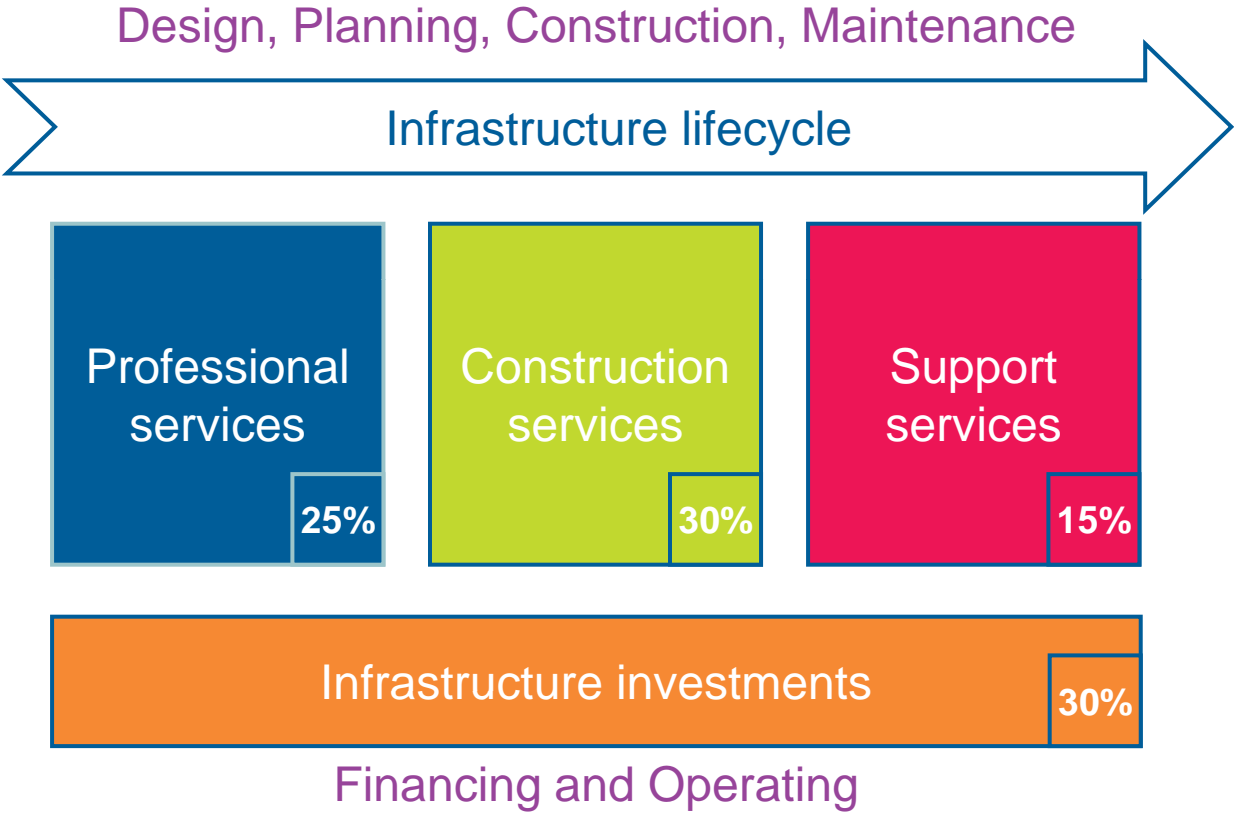 Design, Planning, Construction, Maintenance
Infrastructure lifecycle
Professional
services
25%
Construction
services
30%
Support
services
15%
Infrastructure investments
30%
Financing and Operating